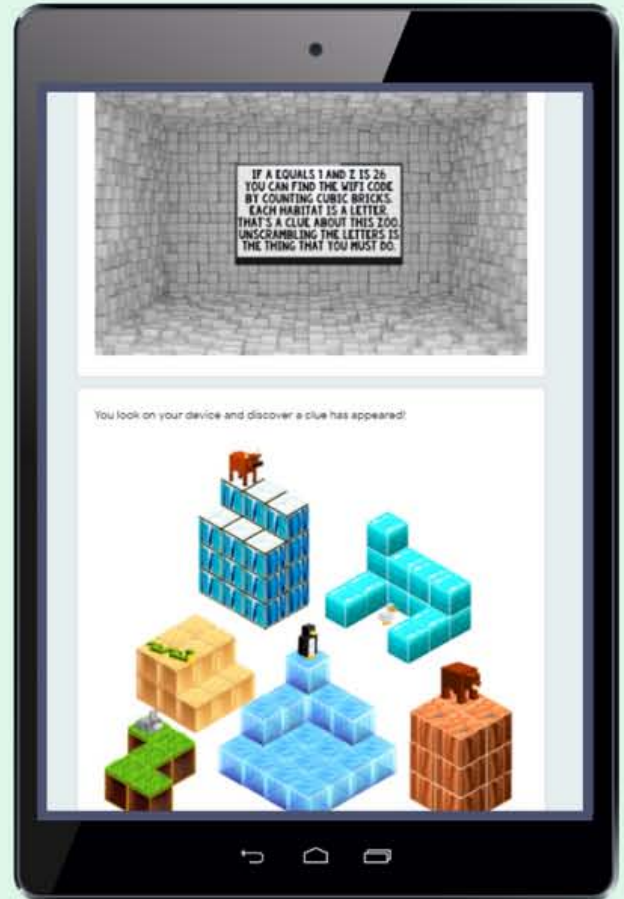 IF A EQUALS 1 AND Z IS 26
YOU CAN FIND THE WIFI CODE
BY COUNTING CUBIC BRICKS.
EACH HABITAT IS A LETTER.
THAT'S A CLUE ABOUT THIS ZOO.
UNSCRAMBLING THE LETTERS IS
THE THING THAT YOU MUST DO.
You look on your device and discover a clue has appeared!